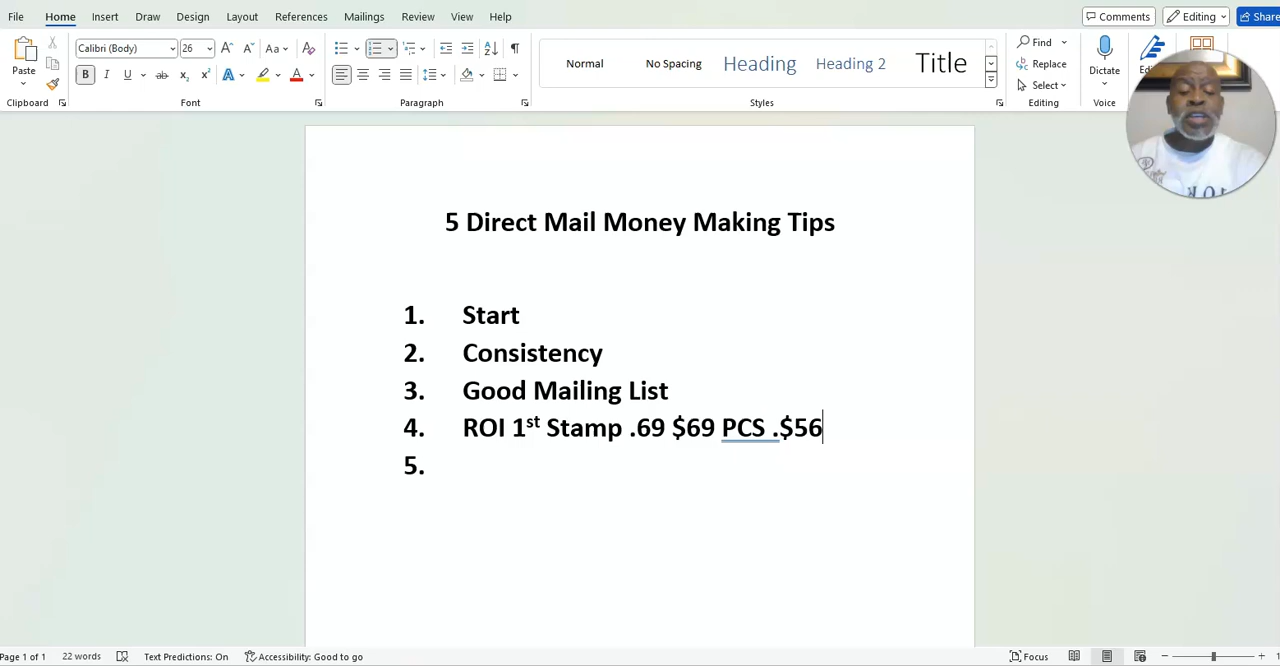 File Home Insert Draw Design Layout References Mailings Review View Help
Comments Editing Share
Calibri (Body) 26 Aa
Find
Normal No Spacing Heading Heading 2 Title
Replace
Paste
Dictate
Select
Clipboard Font Paragraph Styles Editing Voice
5 Direct Mail Money Making Tips
1. Start
2. Consistency
3. Good Mailing List
4. ROI 1st Stamp .69 $69 PCS .$56
5.
Page 1 of 1 22 words Text Predictions: On Accessibility: Good to go Focus